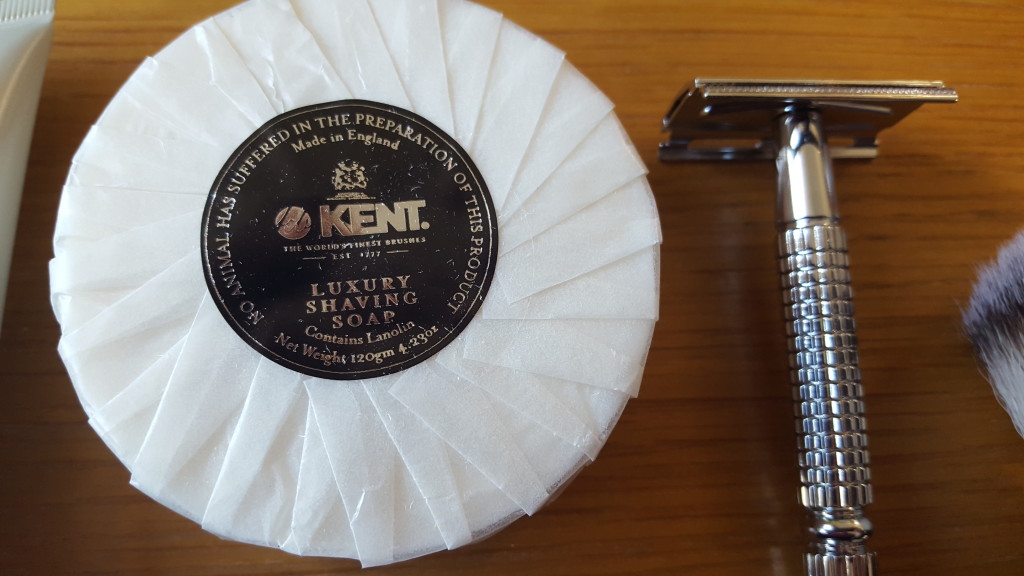 NO ANIMAL HAS SUFFERED IN THE PREPARATION OF THIS PRODUCT
Made in England
KENT.
THE WORLD'S FINEST BRUSHES
EST 1777
LUXURY
SHAVING
SOAP
Contains Lanolin
Net Weight 120gm 4.23oz